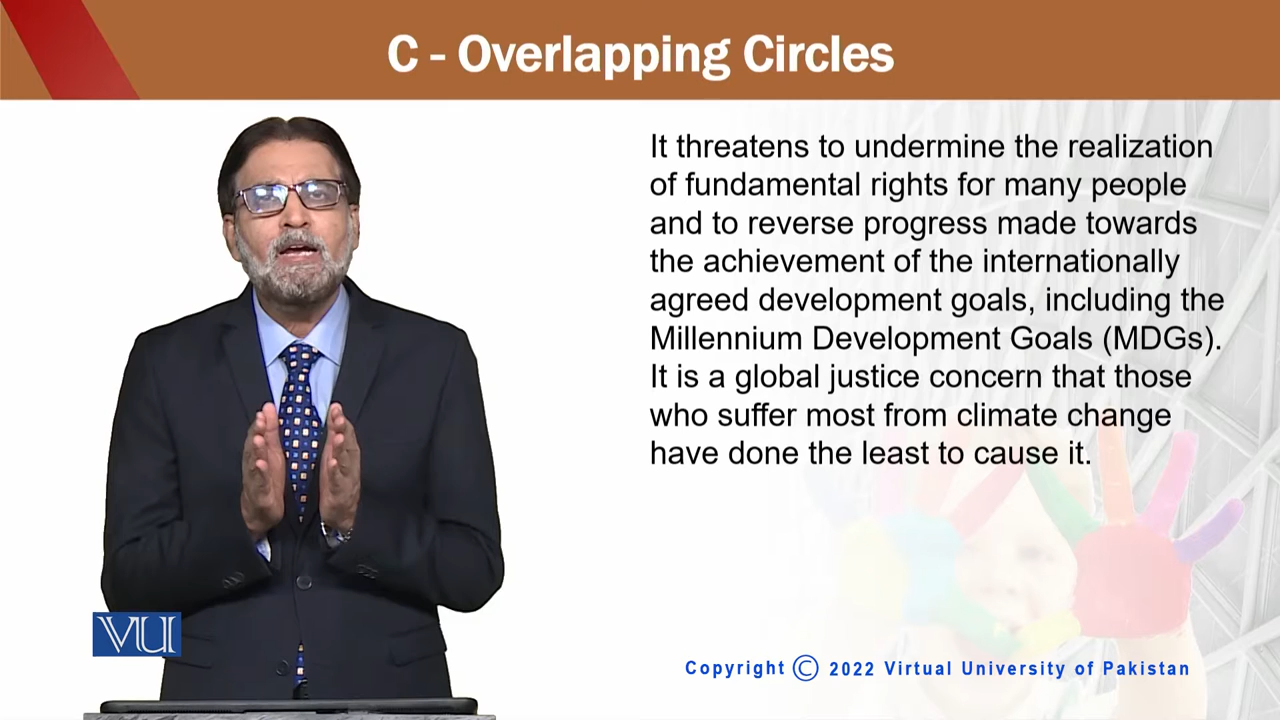 C - Overlapping Circles
It threatens to undermine the realization
of fundamental rights for many people
and to reverse progress made towards
the achievement of the internationally
agreed development goals, including the
Millennium Development Goals (MDGs).
It is a global justice concern that those
who suffer most from climate change
have done the least to cause it.
VU
Copyright © 2022 Virtual University of Pakistan